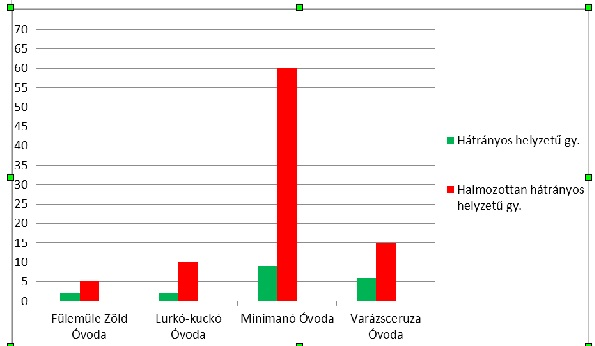 70
65
60
55
50
45
40
35
30
25
20
15
10
5
0
Fülemüle Zöld
Óvoda
Lurkó-kuckó
Óvoda
Minimanó Óvoda
Varázsceruza
Óvoda
Hátrányos helyzetű gy.
Halmozottan hátrányos
helyzetű gy.